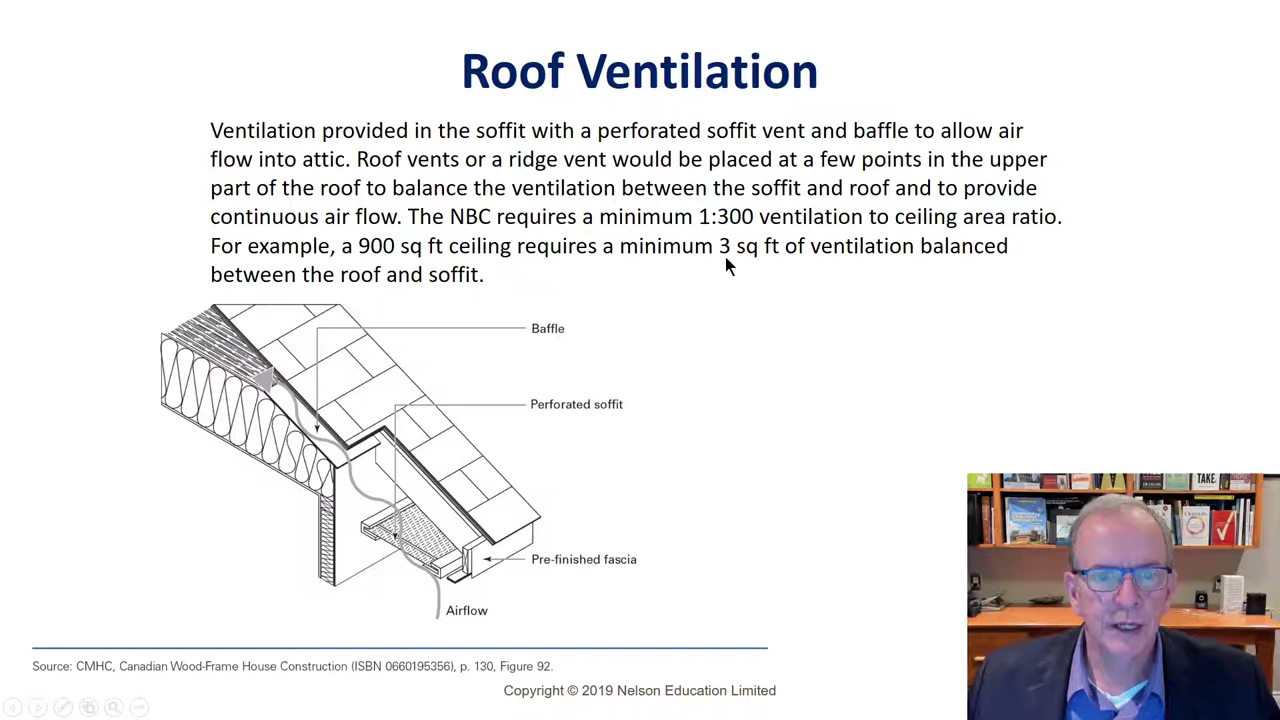 Roof Ventilation
Ventilation provided in the soffit with a perforated soffit vent and baffle to allow air
flow into attic. Roof vents or a ridge vent would be placed at a few points in the upper
part of the roof to balance the ventilation between the soffit and roof and to provide
continuous air flow. The NBC requires a minimum 1:300 ventilation to ceiling area ratio.
For example, a 900 sq ft ceiling requires a minimum 3 sq ft of ventilation balanced
between the roof and soffit.
Baffle
Perforated soffit
Pre-finished fascia
Airflow
TAKE
Source: CMHC, Canadian Wood-Frame House Construction (ISBN 0660195356), p. 130, Figure 92.
Copyright © 2019 Nelson Education Limited